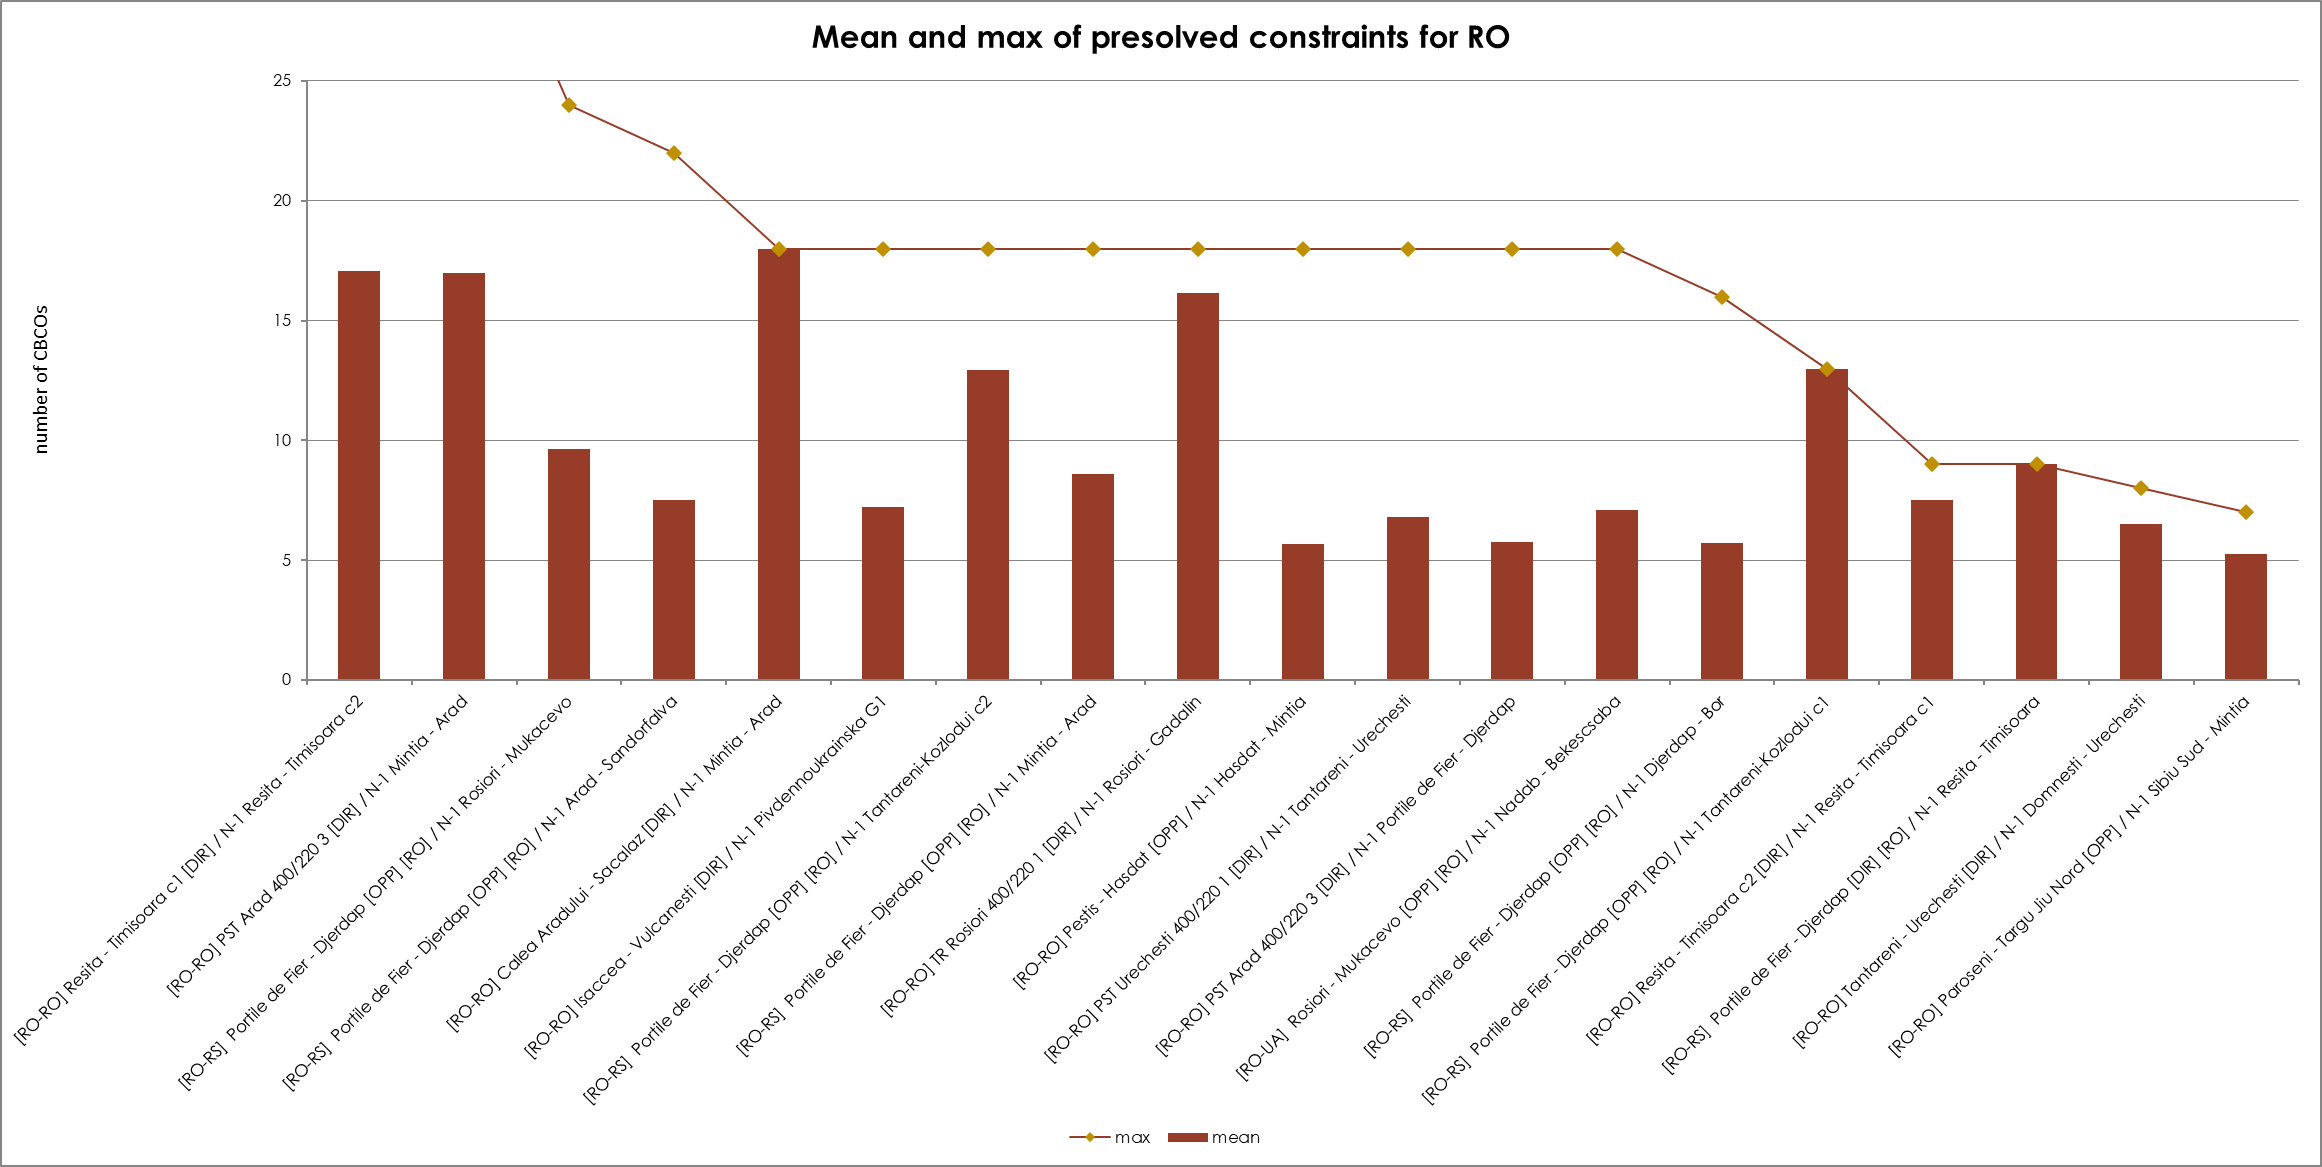 Mean and max of presolved constraints for RO
number of CBCOs
25
20
15
10
5
0
[RO-RO] Resita - Timisoara c1 [DIR] / N-1 Resita - Timisoara c2
[RO-RO] PST Arad 400/220 3 [DIR] / N-1 Mintia - Arad
[RO-RS]  Portile de Fier - Djerdap [OPP] [RO] / N-1 Rosiori - Mukacevo
[RO-RS]  Portile de Fier - Djerdap [OPP] [RO] / N-1 Arad - Sandorfalva
[RO-RO] Calea Aradului - Sacalaz [DIR] / N-1 Mintia - Arad
[RO-RO] Isaccea - Vulcanesti [DIR] / N-1 Pivdennoukrainska G1
[RO-RS]  Portile de Fier - Djerdap [OPP] [RO] / N-1 Tantareni-Kozlodui c2
[RO-RS]  Portile de Fier - Djerdap [OPP] [RO] / N-1 Mintia - Arad
[RO-RO] TR Rosiori 400/220 1 [DIR] / N-1 Rosiori - Gadalin
[RO-RO] Pestis - Hasdat [OPP] / N-1 Hasdat - Mintia
[RO-RO] PST Urechesti 400/220 1 [DIR] / N-1 Tantareni - Urechesti
[RO-RO] PST Arad 400/220 3 [DIR] / N-1 Portile de Fier - Djerdap
[RO-UA]  Rosiori - Mukacevo [OPP] [RO] / N-1 Nadab - Bekescsaba
[RO-RS]  Portile de Fier - Djerdap [OPP] [RO] / N-1 Djerdap - Bor
[RO-RS]  Portile de Fier - Djerdap [OPP] [RO] / N-1 Tantareni-Kozlodui c1
[RO-RO] Resita - Timisoara c2 [DIR] / N-1 Resita - Timisoara c1
[RO-RS]  Portile de Fier - Djerdap [DIR] [RO] / N-1 Resita - Timisoara
[RO-RO] Tantareni - Urechesti [DIR] / N-1 Domnesti - Urechesti
[RO-RO] Paroseni - Targu Jiu Nord [OPP] / N-1 Sibiu Sud - Mintia
max
mean